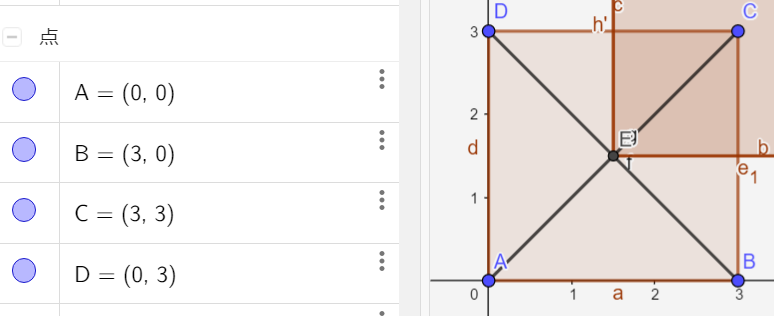 点
A = (0, 0)
B = (3, 0)
C = (3, 3)
D = (0, 3)
c
D
h'
C
3
2
E
d
b
f
e₁
1
A
B
0
1
a
2
3